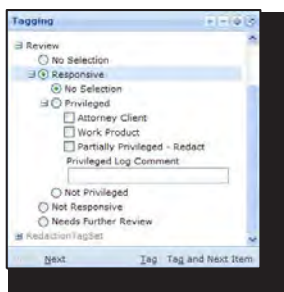 Tagging
Review
No Selection
Responsive
No Selection
Privileged
Attorney Client
Work Product
Partially Privileged - Redact
Privileged Log Comment
Not Privileged
Not Responsive
Needs Further Review
RedactionTagSet
Next Tag Tag and Next Item